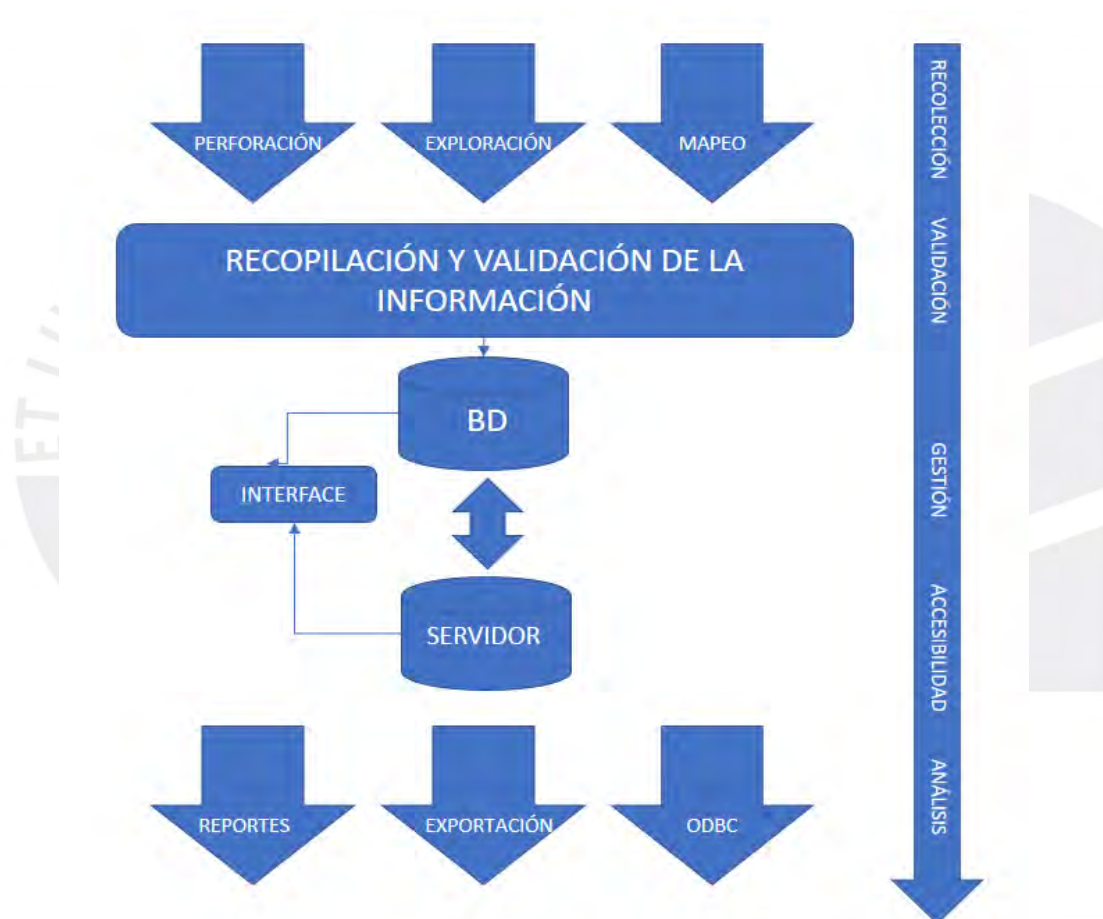 PERFORACIÓN
EXPLORACIÓN
MAPEO
RECOPILACIÓN Y VALIDACIÓN DE LA
INFORMACIÓN
BD
INTERFACE
SERVIDOR
REPORTES
EXPORTACIÓN
ODBC
RECOLECCIÓN
VALIDACIÓN
GESTIÓN
ACCESIBILIDAD
ANÁLISIS